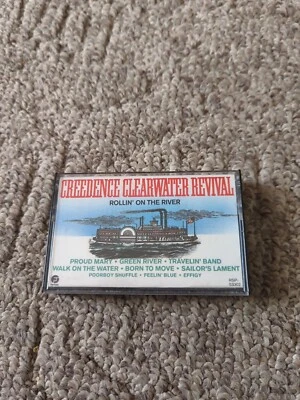 CREEDENCE CLEARWATER REVIVAL
ROLLIN' ON THE RIVER
PROUD MARY • GREEN RIVER • TRAVELIN' BAND
WALK ON THE WATER • BORN TO MOVE • SAILOR'S LAMENT
POORBOY SHUFFLE • FEELIN' BLUE • EFFIGY